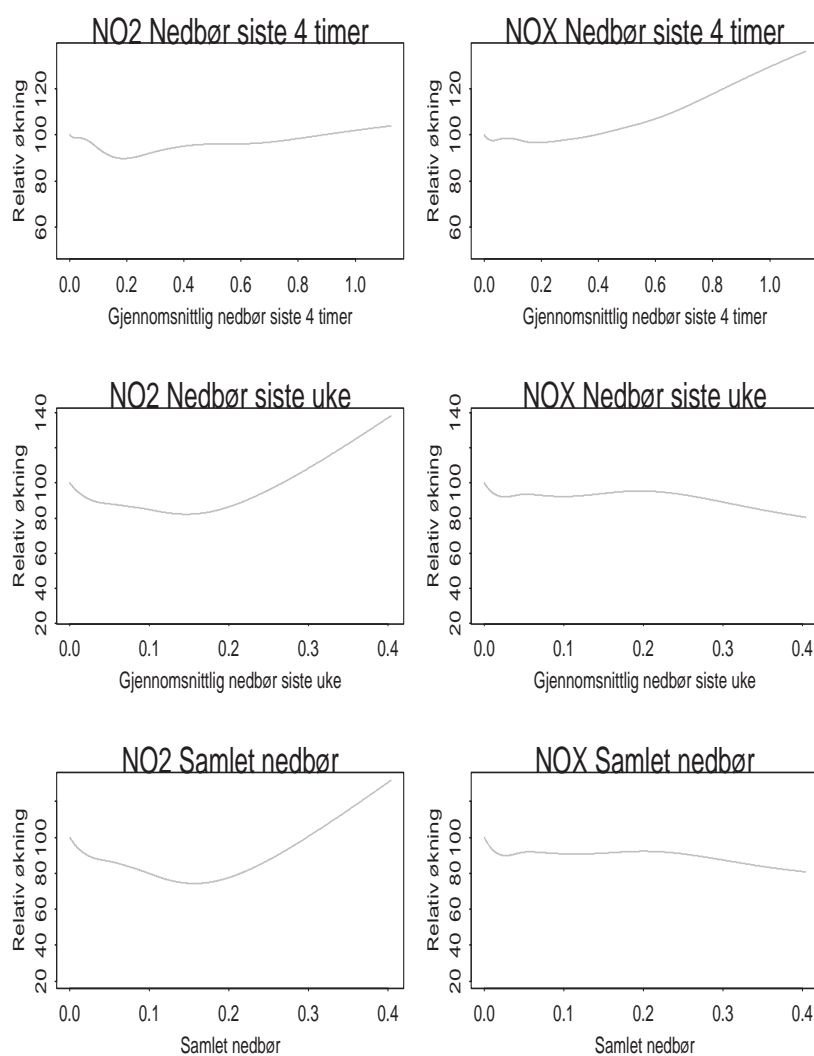 NO2 Nedbør siste 4 timer
Relativ økning
60 80 100 120
0.0 0.2 0.4 0.6 0.8 1.0
Gjennomsnittlig nedbør siste 4 timer
NOX Nedbør siste 4 timer
Relativ økning
60 80 100 120
0.0 0.2 0.4 0.6 0.8 1.0
Gjennomsnittlig nedbør siste 4 timer
NO2 Nedbør siste uke
Relativ økning
20 40 60 80 100 140
0.0 0.1 0.2 0.3 0.4
Gjennomsnittlig nedbør siste uke
NOX Nedbør siste uke
Relativ økning
20 40 60 80 100 140
0.0 0.1 0.2 0.3 0.4
Gjennomsnittlig nedbør siste uke
NO2 Samlet nedbør
Relativ økning
20 40 60 80 100
0.0 0.1 0.2 0.3 0.4
Samlet nedbør
NOX Samlet nedbør
Relativ økning
20 40 60 80 100
0.0 0.1 0.2 0.3 0.4
Samlet nedbør